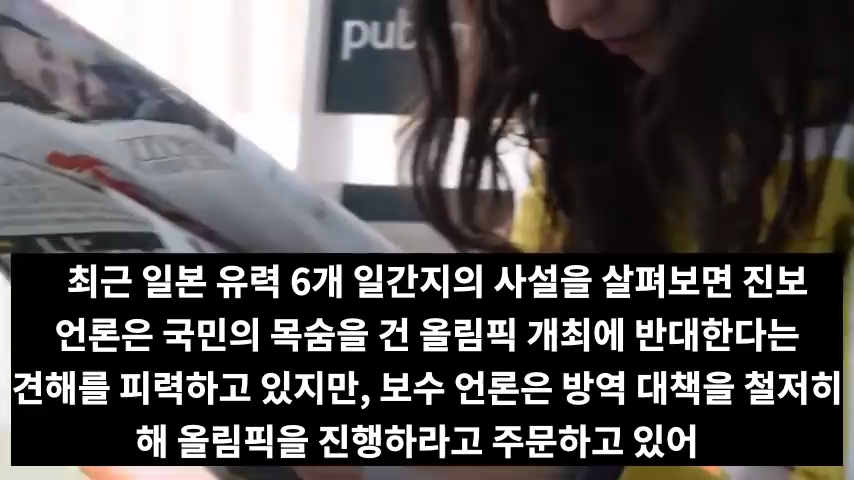 최근 일본 유력 6개 일간지의 사설을 살펴보면 진보
언론은 국민의 목숨을 건 올림픽 개최에 반대한다는
견해를 피력하고 있지만, 보수 언론은 방역 대책을 철저히
해 올림픽을 진행하라고 주문하고 있어